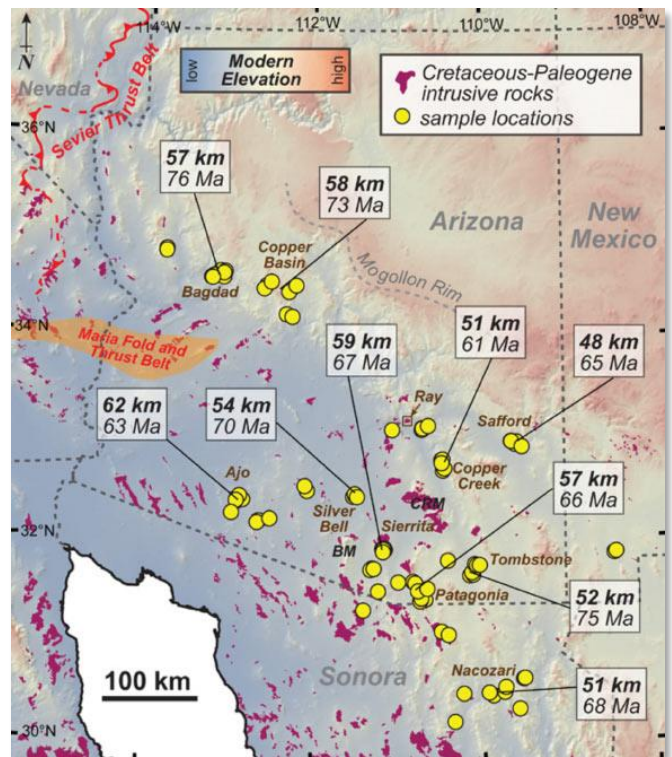 114°W
112°W
110°W
108°W
N
Nevada
Sevier Thrust Belt
low
Modern
Elevation
high
Cretaceous-Paleogene
intrusive rocks
sample locations
36°N
57 km
76 Ma
58 km
73 Ma
Arizona
New
Mexico
Copper
Basin
Bagdad
Mogollon Rim
34°N
Maria Fold and
Thrust Belt
59 km
67 Ma
51 km
61 Ma
48 km
65 Ma
62 km
63 Ma
54 km
70 Ma
Ray
Safford
Copper
Creek
57 km
66 Ma
Ajo
Silver
Bell
CRM
32°N
BM
Sierrita
Tombstone
Patagonia
52 km
75 Ma
100 km
Sonora
Nacozari
51 km
68 Ma
30°N